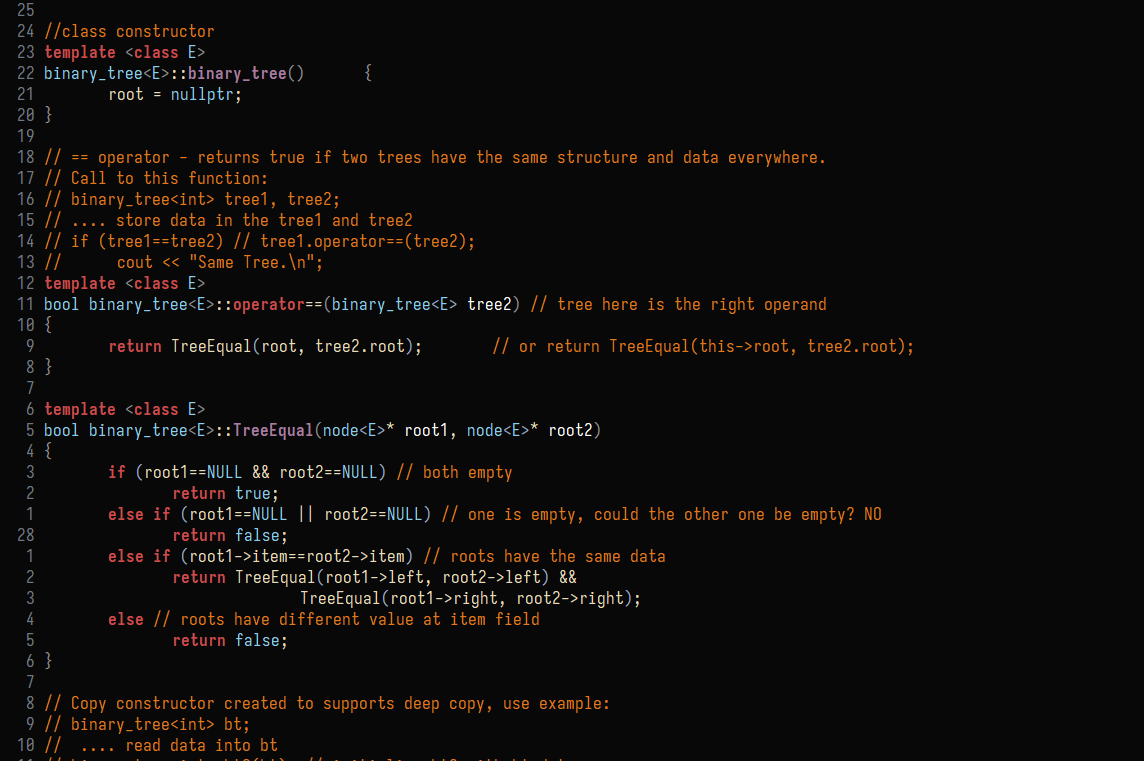 25
24 //class constructor
23 template <class E>
22 binary_tree<E>::binary_tree()       {
21         root = nullptr;
20 }
19
18 // == operator - returns true if two trees have the same structure and data everywhere.
17 // Call to this function:
16 // binary_tree<int> tree1, tree2;
15 // .... store data in the tree1 and tree2
14 // if (tree1==tree2) // tree1.operator==(tree2);
13 //      cout << "Same Tree.\n";
12 template <class E>
11 bool binary_tree<E>::operator==(binary_tree<E> tree2) // tree here is the right operand
10 {
9         return TreeEqual(root, tree2.root);        // or return TreeEqual(this->root, tree2.root);
8 }
7
6 template <class E>
5 bool binary_tree<E>::TreeEqual(node<E>* root1, node<E>* root2)
4 {
3         if (root1==NULL && root2==NULL) // both empty
2                 return true;
1         else if (root1==NULL || root2==NULL) // one is empty, could the other one be empty? NO
28                 return false;
1         else if (root1->item==root2->item) // roots have the same data
2                 return TreeEqual(root1->left, root2->left) &&
3                               TreeEqual(root1->right, root2->right);
4         else // roots have different value at item field
5                 return false;
6 }
7
8 // Copy constructor created to supports deep copy, use example:
9 // binary_tree<int> bt;
10 //  .... read data into bt